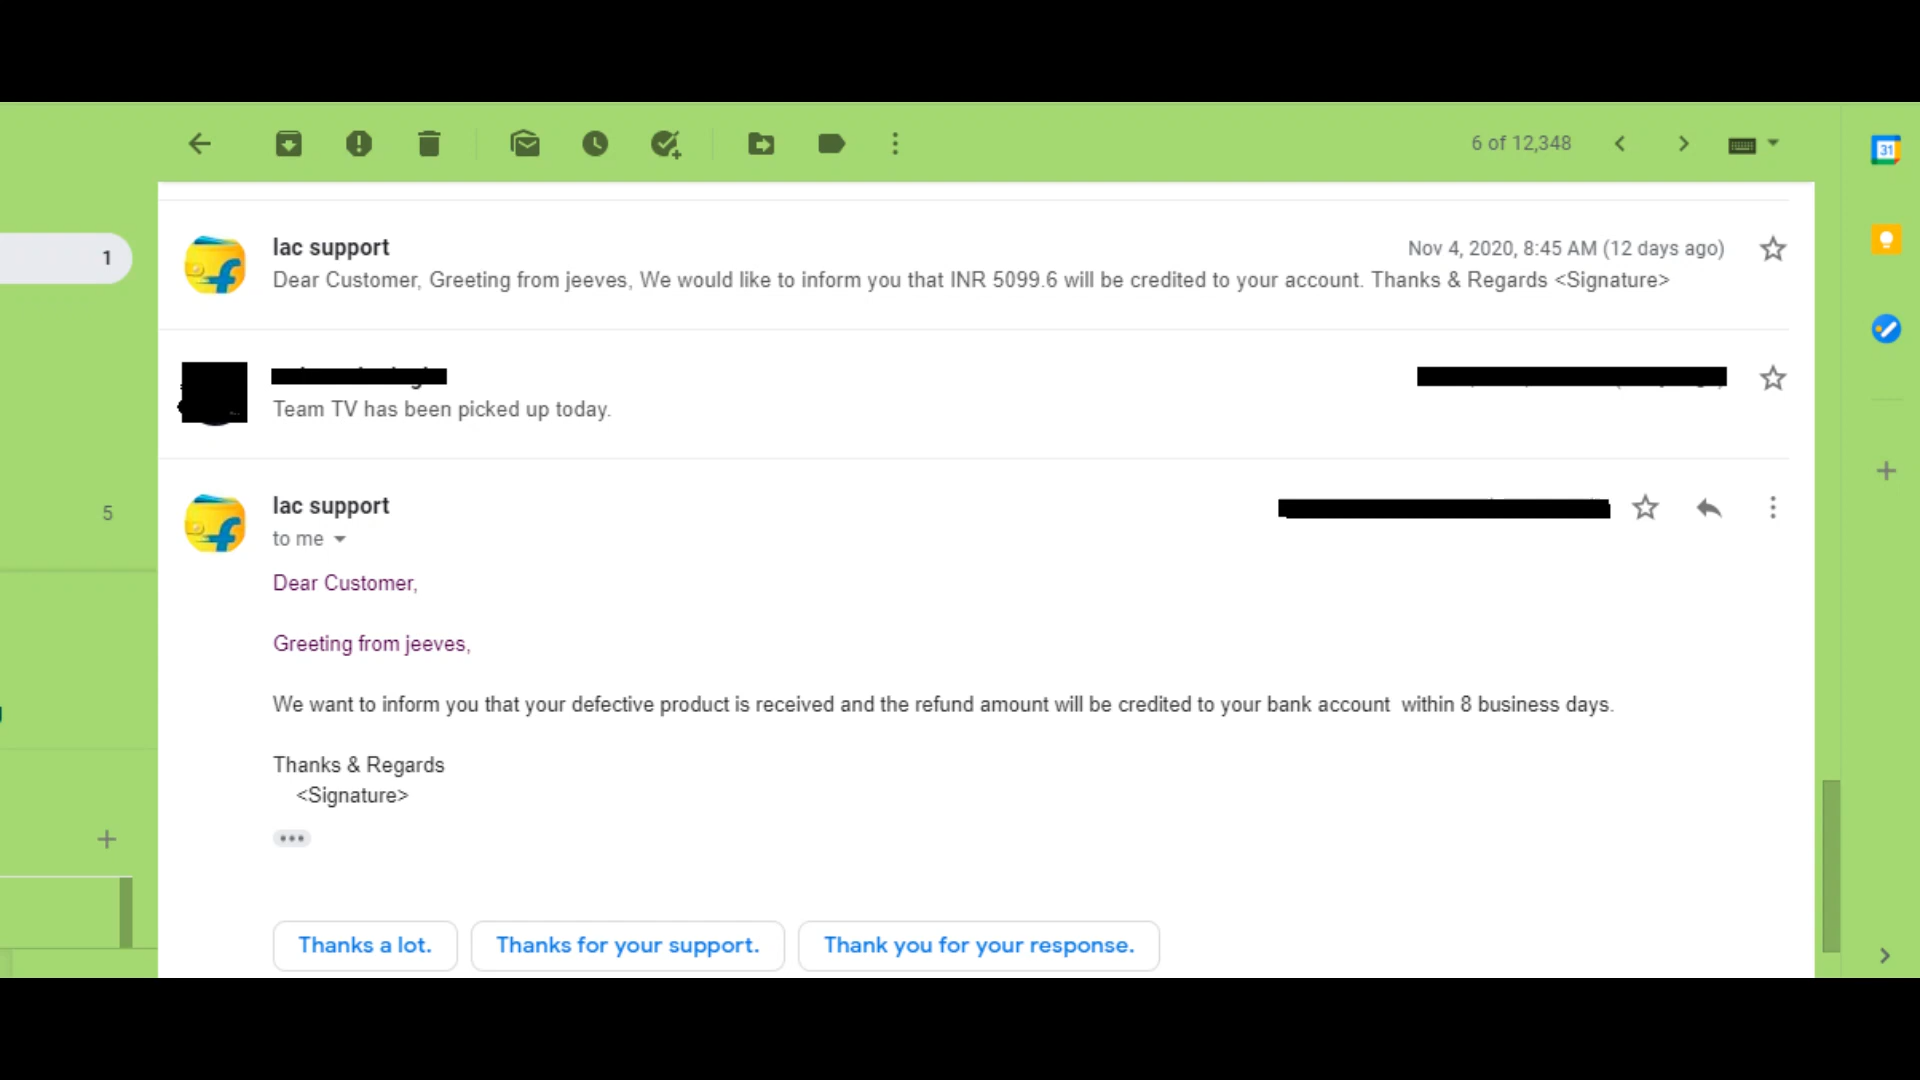 6 of 12,348
31
1
lac support
Nov 4, 2020, 8:45 AM (12 days ago)
Dear Customer, Greeting from jeeves, We would like to inform you that INR 5099.6 will be credited to your account. Thanks & Regards <Signature>
Team TV has been picked up today.
lac support
5
to me
Dear Customer,
Greeting from jeeves,
We want to inform you that your defective product is received and the refund amount will be credited to your bank account within 8 business days.
Thanks & Regards
<Signature>
Thanks a lot.
Thanks for your support.
Thank you for your response.